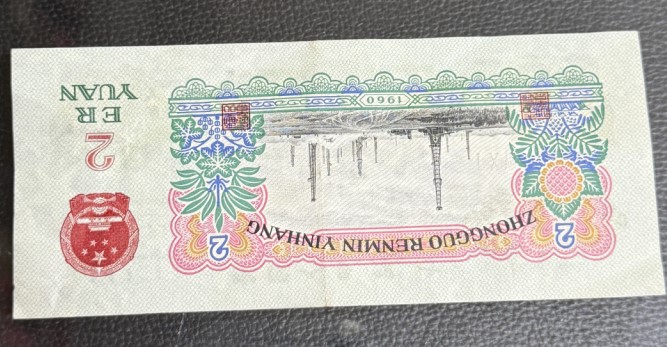 ZHONGGUO RENMIN YINHANG
2
2
1960
2
ER
YUAN